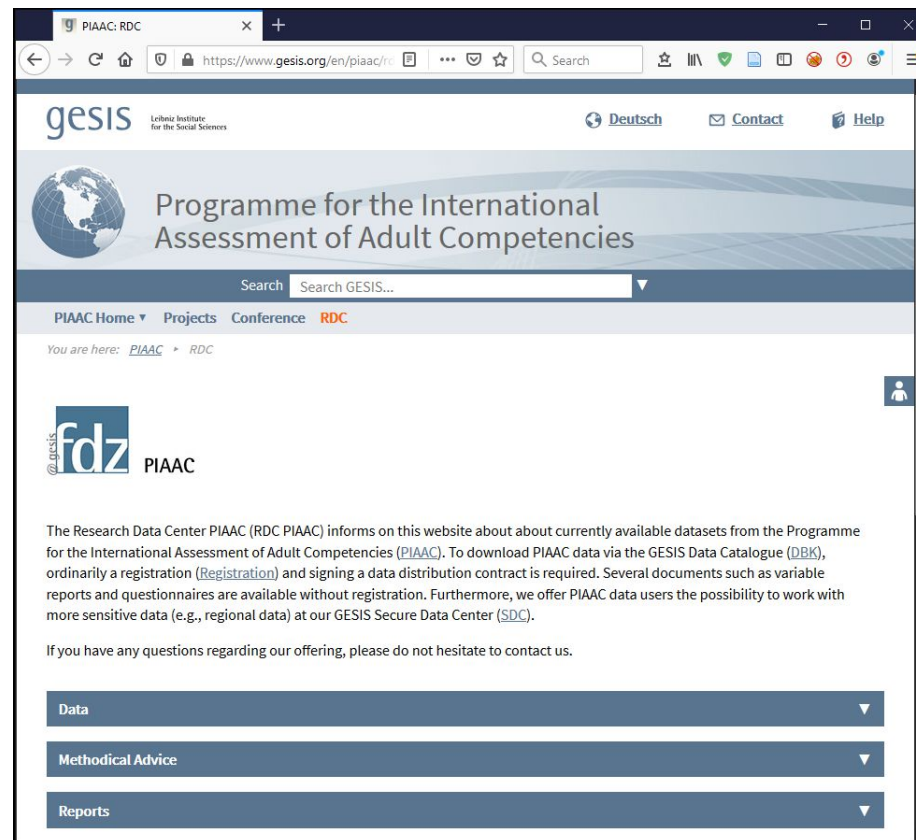 PIAAC: RDC
https://www.gesis.org/en/piaac/r
Search
gesis
Leibniz Institute
for the Social Sciences
Deutsch
Contact
Help
Programme for the International
Assessment of Adult Competencies
Search
Search GESIS...
PIAAC Home
Projects
Conference
RDC
You are here: PIAAC ▸ RDC
@ gesis
fdz
PIAAC
The Research Data Center PIAAC (RDC PIAAC) informs on this website about about currently available datasets from the Programme
for the International Assessment of Adult Competencies (PIAAC). To download PIAAC data via the GESIS Data Catalogue (DBK),
ordinarily a registration (Registration) and signing a data distribution contract is required. Several documents such as variable
reports and questionnaires are available without registration. Furthermore, we offer PIAAC data users the possibility to work with
more sensitive data (e.g., regional data) at our GESIS Secure Data Center (SDC).
If you have any questions regarding our offering, please do not hesitate to contact us.
Data
Methodical Advice
Reports